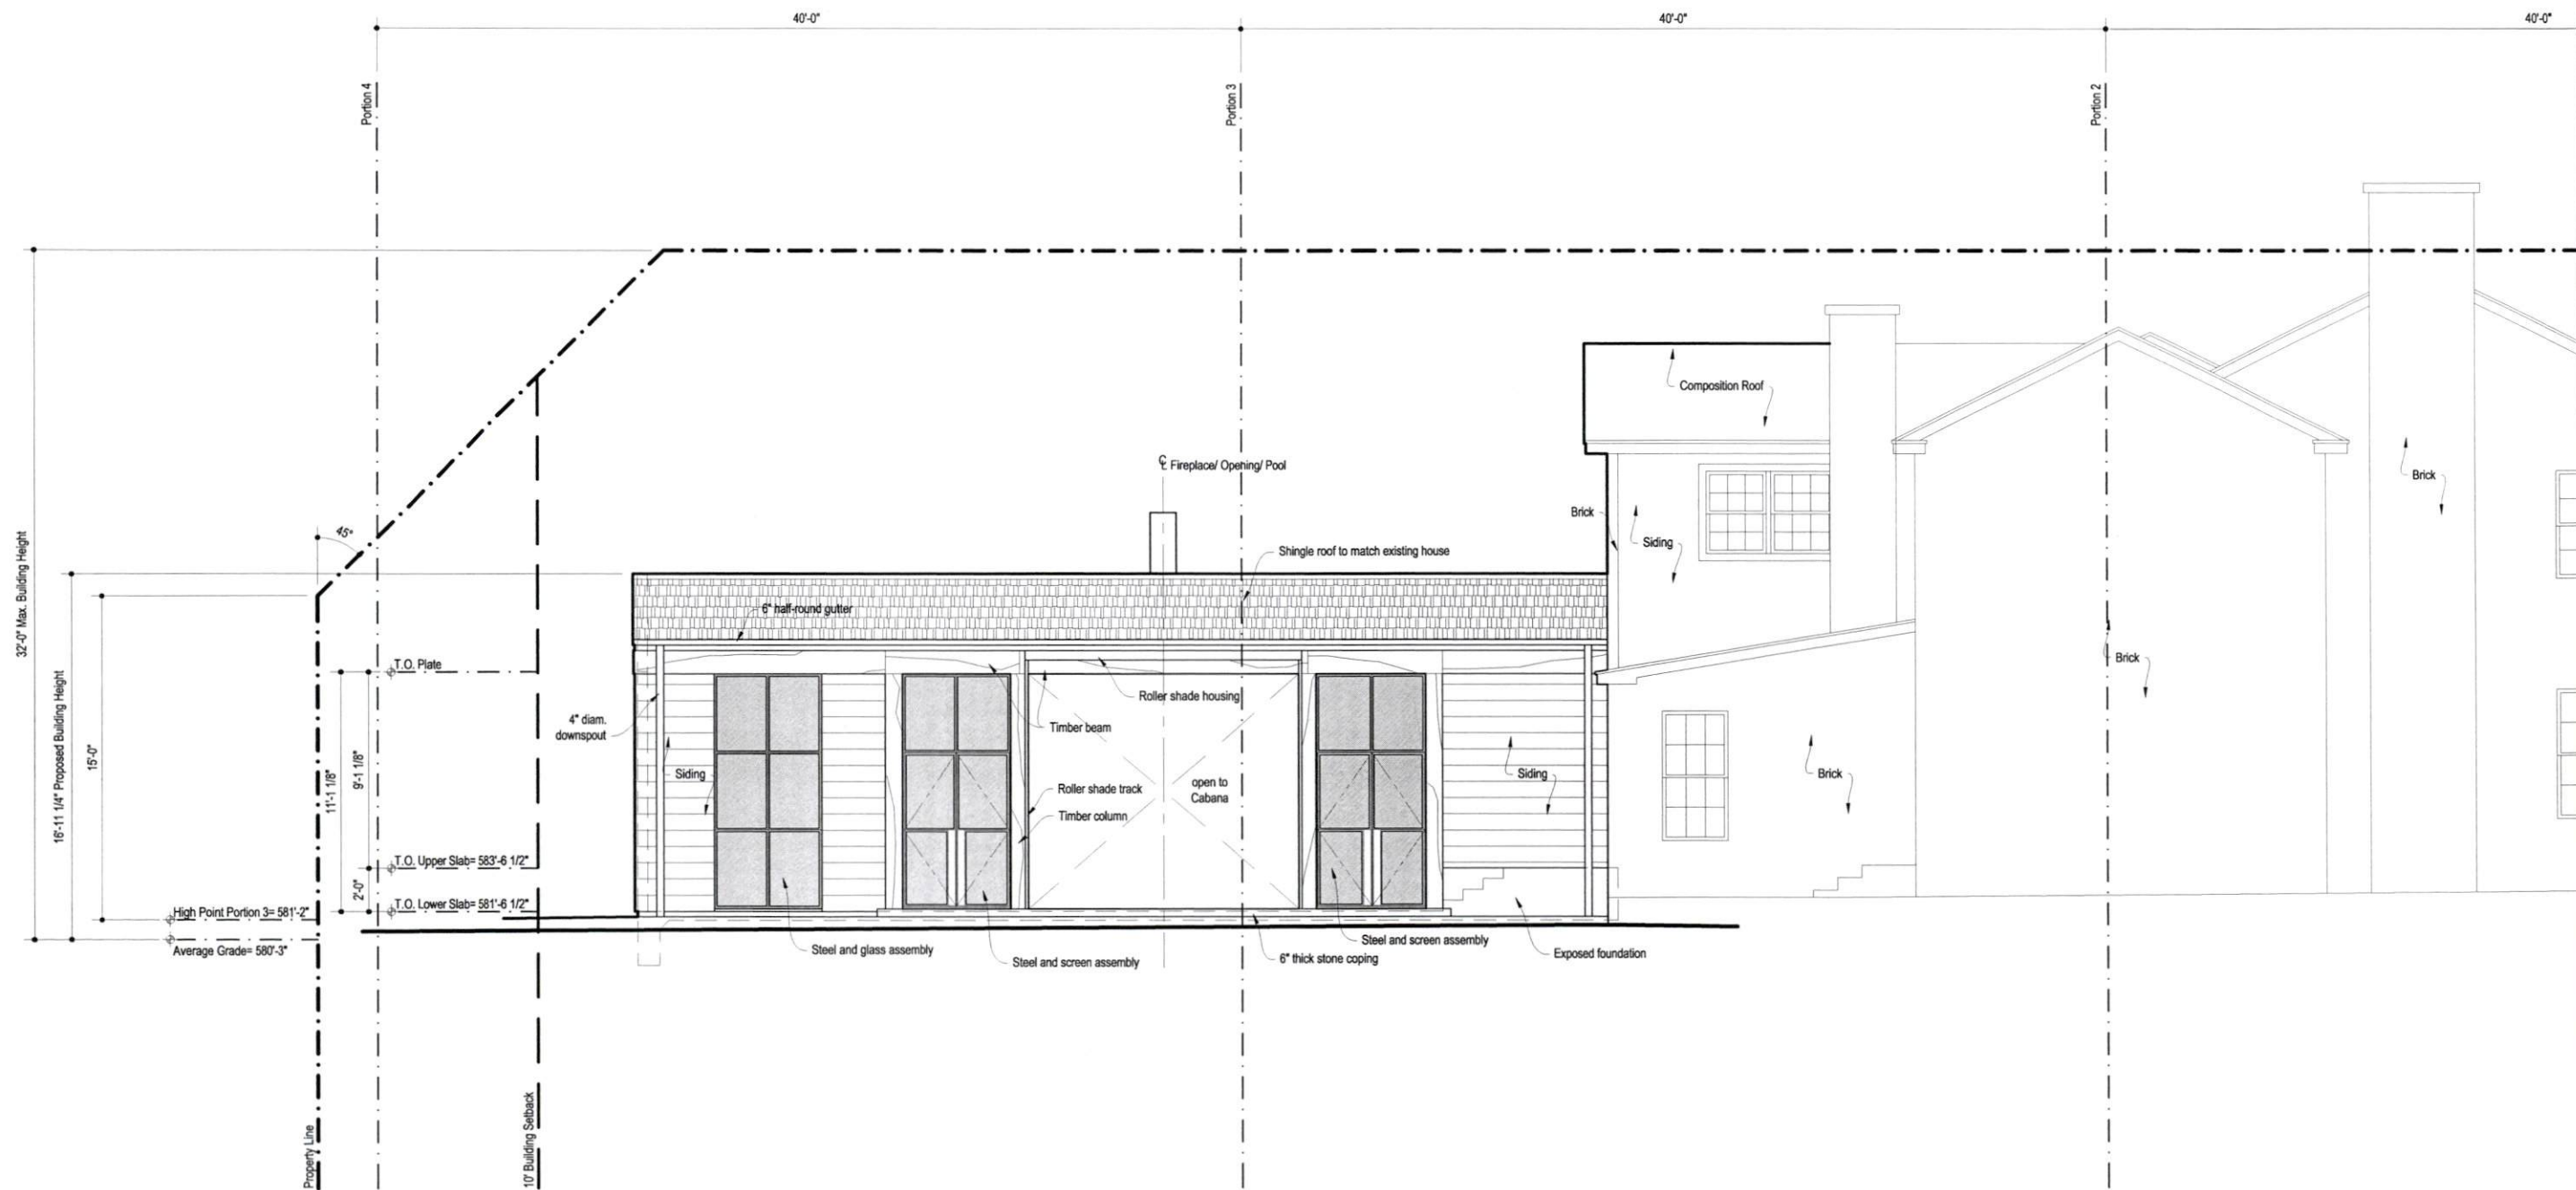 40'-0"
40'-0"
40'-0"
Portion 4
Portion 3
Portion 2
Composition Roof
℄ Fireplace/ Opening/ Pool
Brick
Brick
Siding
45°
Shingle roof to match existing house
32'-0" Max. Building Height
6" half-round gutter
T.O. Plate
Brick
Roller shade housing
16'-11 1/4" Proposed Building Height
4" diam.
downspout
Timber beam
15'-0"
11'-1 1/8"
9'-1 1/8"
Siding
Roller shade track
open to
Cabana
Siding
Brick
Timber column
T.O. Upper Slab= 583'-6 1/2"
2'-0"
T.O. Lower Slab= 581'-6 1/2"
High Point Portion 3= 581'-2"
Average Grade= 580'-3"
Steel and glass assembly
Steel and screen assembly
Steel and screen assembly
6" thick stone coping
Exposed foundation
Property Line
10' Building Setback